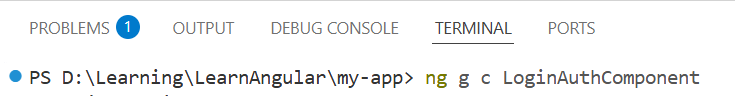 PROBLEMS 1 OUTPUT DEBUG CONSOLE TERMINAL PORTS
PS D:\Learning\LearnAngular\my-app> ng g c LoginAuthComponent